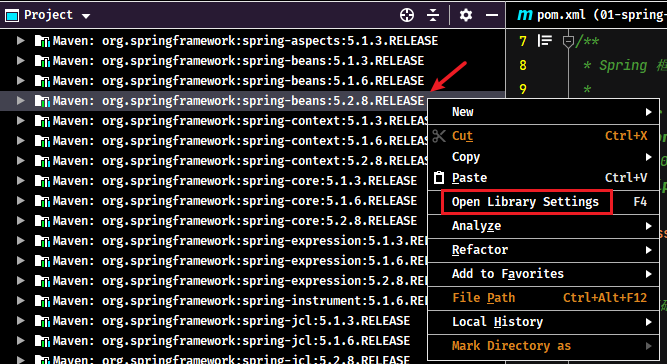 Project
Maven: org.springframework:spring-aspects:5.1.3.RELEASE
Maven: org.springframework:spring-beans:5.1.3.RELEASE
Maven: org.springframework:spring-beans:5.1.6.RELEASE
Maven: org.springframework:spring-beans:5.2.8.RELEASE
Maven: org.springframework:spring-context:5.1.3.RELEASE
Maven: org.springframework:spring-context:5.1.6.REL
Maven: org.springframework:spring-context:5.2.8.REL
Maven: org.springframework:spring-core:5.1.3.RELEAS
Maven: org.springframework:spring-core:5.1.6.RELEAS
Maven: org.springframework:spring-core:5.2.8.RELEAS
Maven: org.springframework:spring-expression:5.1.3.
Maven: org.springframework:spring-expression:5.1.6.
Maven: org.springframework:spring-expression:5.2.8.
Maven: org.springframework:spring-instrument:5.1.6.
Maven: org.springframework:spring-jcl:5.1.3.RELEASE
Maven: org.springframework:spring-jcl:5.1.6.RELEASE
Maven: org.springframework:spring-jcl:5.2.8.RELEASE
m pom.xml (01-spring-
7 /**
8 * Spring 框
9 *
New
Cut Ctrl+X
Copy
Paste Ctrl+V
Open Library Settings F4
Analyze
Refactor
Add to Favorites
File Path Ctrl+Alt+F12
Local History
Mark Directory as